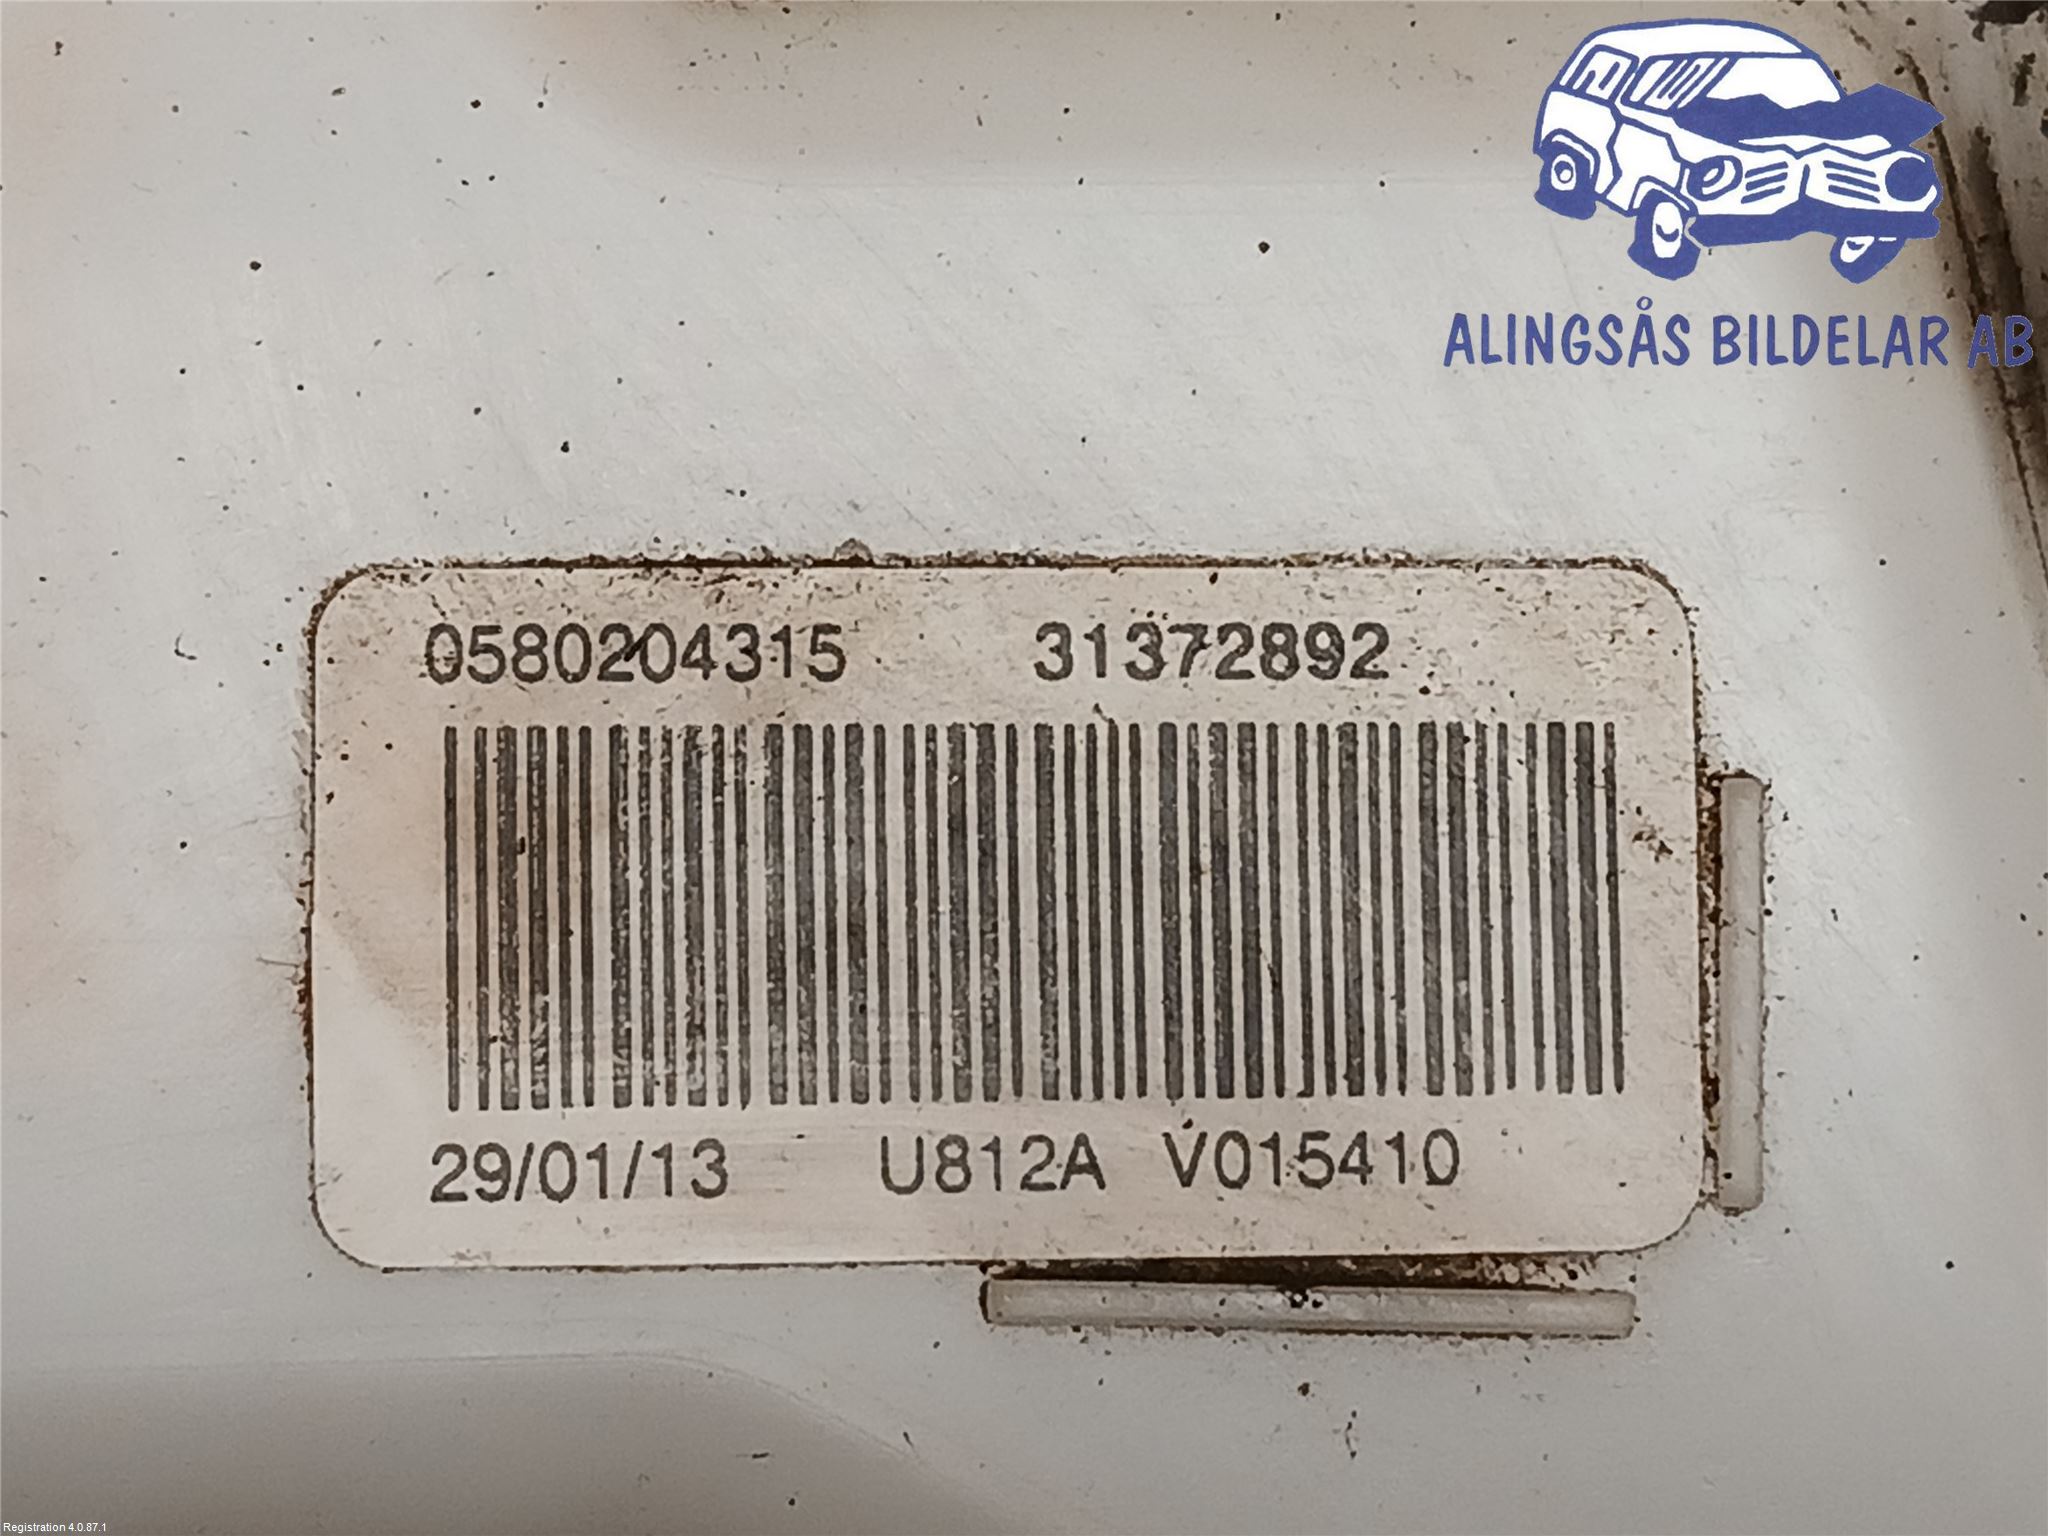 ALINGSÅS BILDELAR AB
0580204315 31372892
29/01/13 U812A V015410
Registration 4.0.87.1